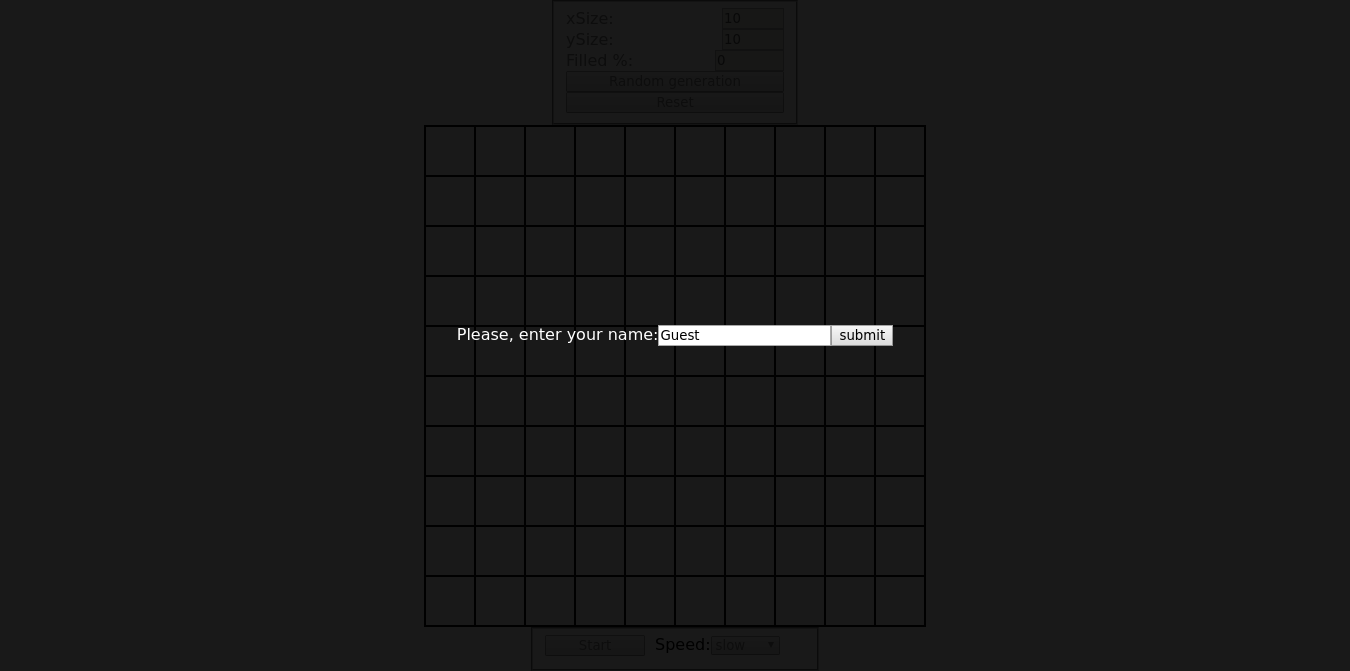 xSize: 10
ySize: 10
Filled %: 0
Random generation
Reset
Please, enter your name: Guest submit
Start Speed: slow